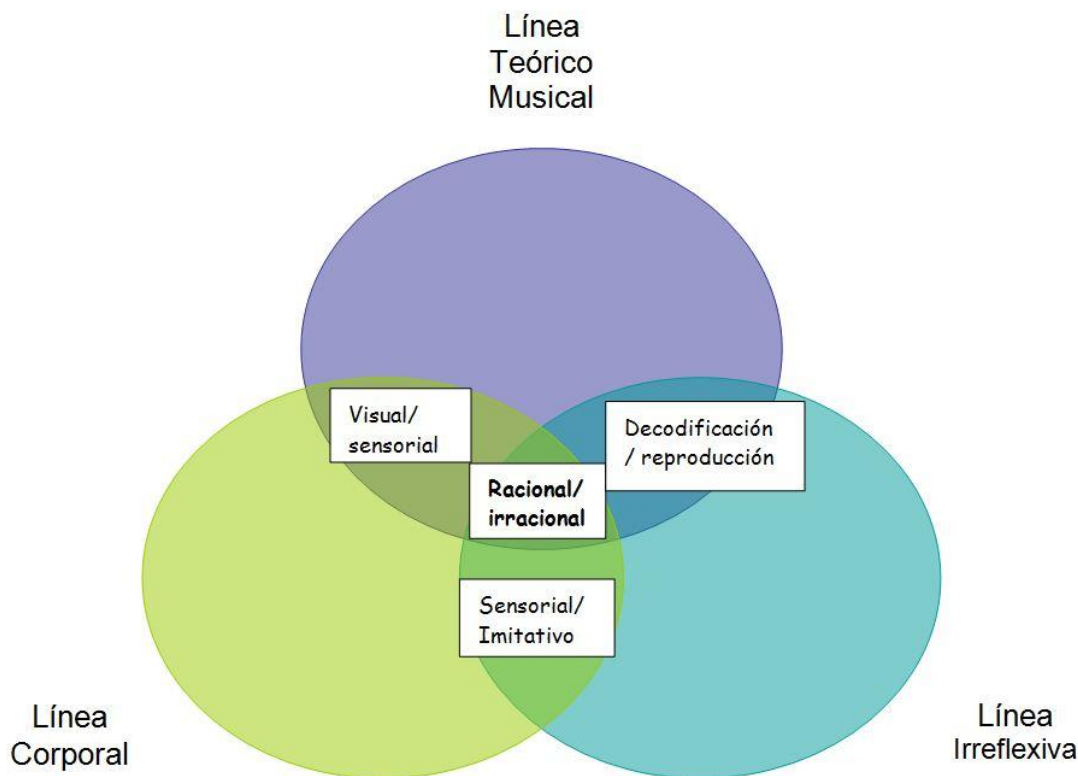 Línea
Teórico
Musical
Visual/
sensorial
Decodificación
/ reproducción
Racional/
irracional
Sensorial/
Imitativo
Línea
Corporal
Línea
Irreflexiva